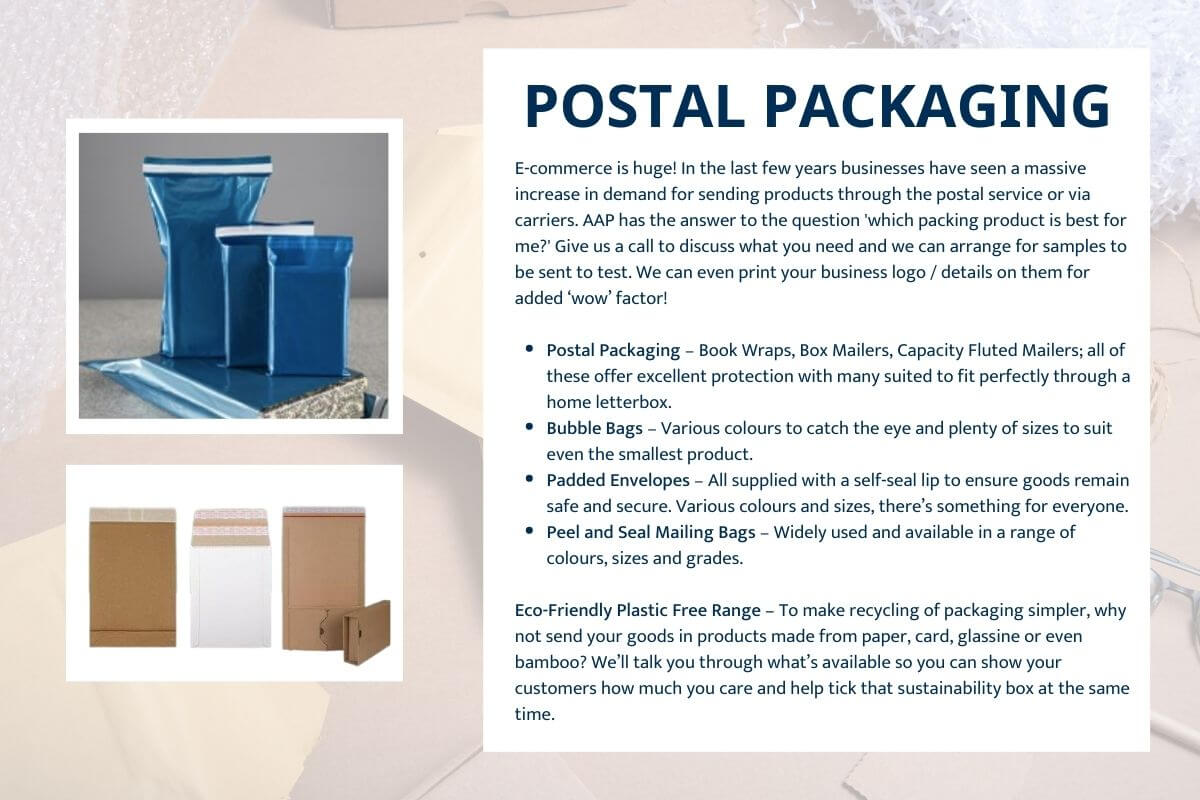 POSTAL PACKAGING
E-commerce is huge! In the last few years businesses have seen a massive
increase in demand for sending products through the postal service or via
carriers. AAP has the answer to the question 'which packing product is best for
me?' Give us a call to discuss what you need and we can arrange for samples to
be sent to test. We can even print your business logo / details on them for
added ‘wow’ factor!
• Postal Packaging – Book Wraps, Box Mailers, Capacity Fluted Mailers; all of
these offer excellent protection with many suited to fit perfectly through a
home letterbox.
• Bubble Bags – Various colours to catch the eye and plenty of sizes to suit
even the smallest product.
• Padded Envelopes – All supplied with a self-seal lip to ensure goods remain
safe and secure. Various colours and sizes, there’s something for everyone.
• Peel and Seal Mailing Bags – Widely used and available in a range of
colours, sizes and grades.
Eco-Friendly Plastic Free Range – To make recycling of packaging simpler, why
not send your goods in products made from paper, card, glassine or even
bamboo? We’ll talk you through what’s available so you can show your
customers how much you care and help tick that sustainability box at the same
time.